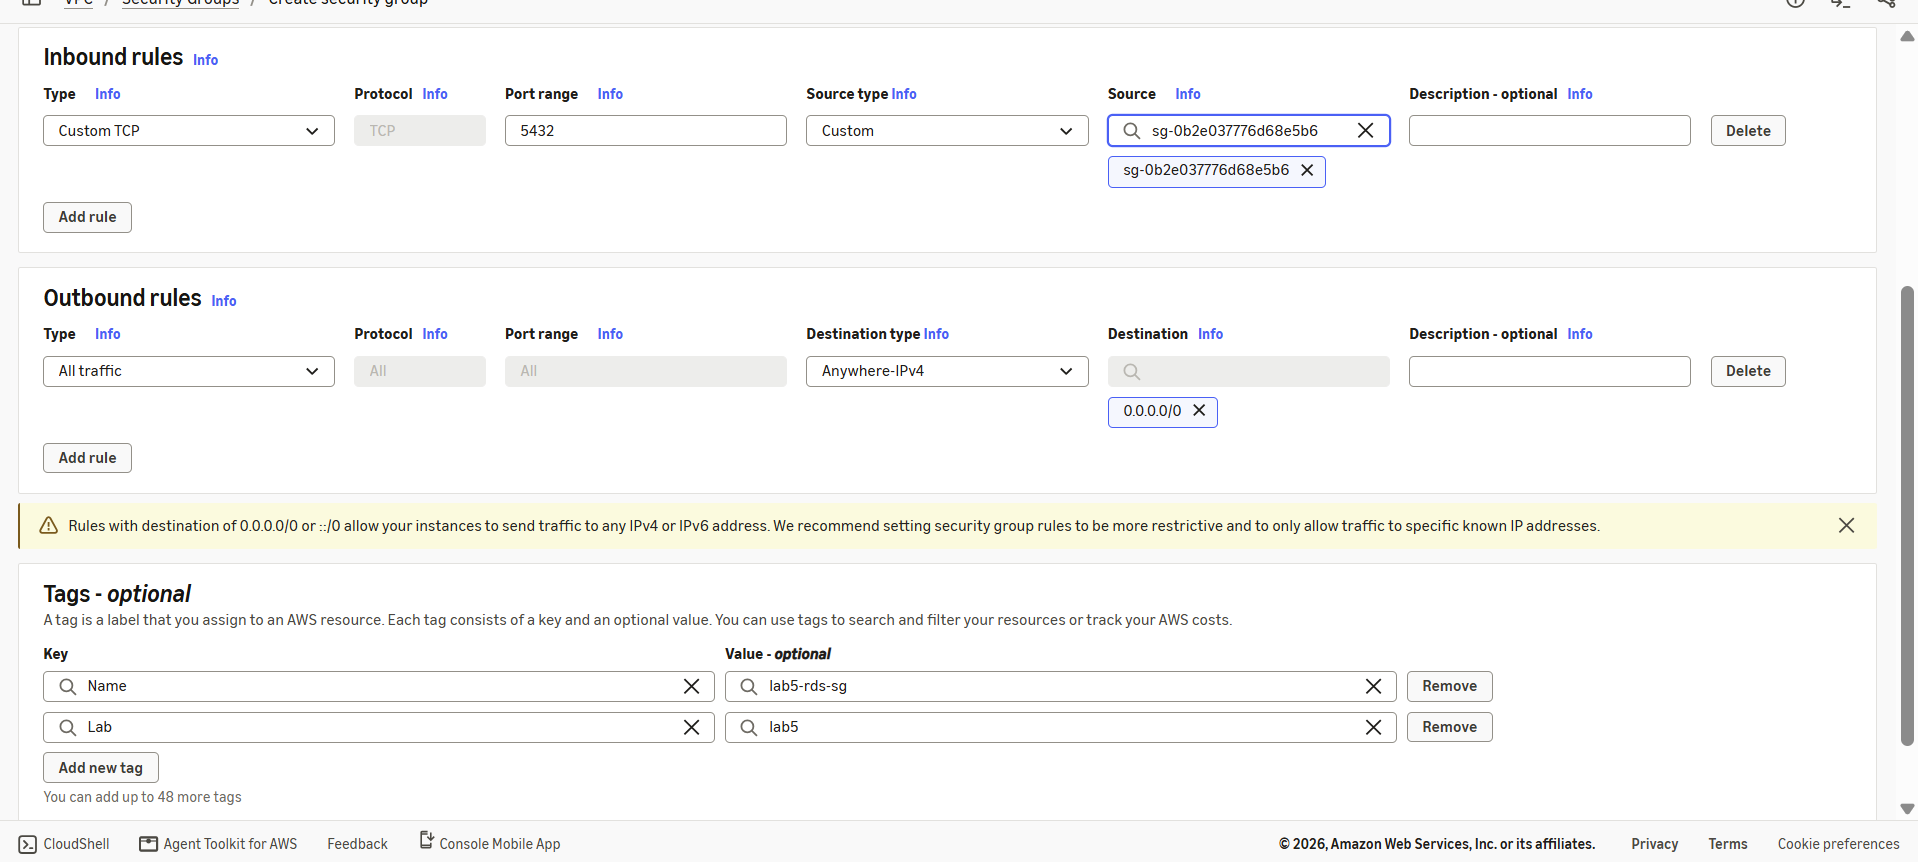 VPC / Security Groups / Create security group
Inbound rules Info
Type Info Protocol Info Port range Info Source type Info Source Info Description - optional Info
Custom TCP TCP 5432 Custom sg-0b2e037776d68e5b6 Delete
sg-0b2e037776d68e5b6
Add rule
Outbound rules Info
Type Info Protocol Info Port range Info Destination type Info Destination Info Description - optional Info
All traffic All All Anywhere-IPv4 Delete
0.0.0.0/0
Add rule
Rules with destination of 0.0.0.0/0 or ::/0 allow your instances to send traffic to any IPv4 or IPv6 address. We recommend setting security group rules to be more restrictive and to only allow traffic to specific known IP addresses.
Tags - optional
A tag is a label that you assign to an AWS resource. Each tag consists of a key and an optional value. You can use tags to search and filter your resources or track your AWS costs.
Key Value - optional
Name lab5-rds-sg Remove
Lab lab5 Remove
Add new tag
You can add up to 48 more tags
CloudShell Agent Toolkit for AWS Feedback Console Mobile App © 2026, Amazon Web Services, Inc. or its affiliates. Privacy Terms Cookie preferences